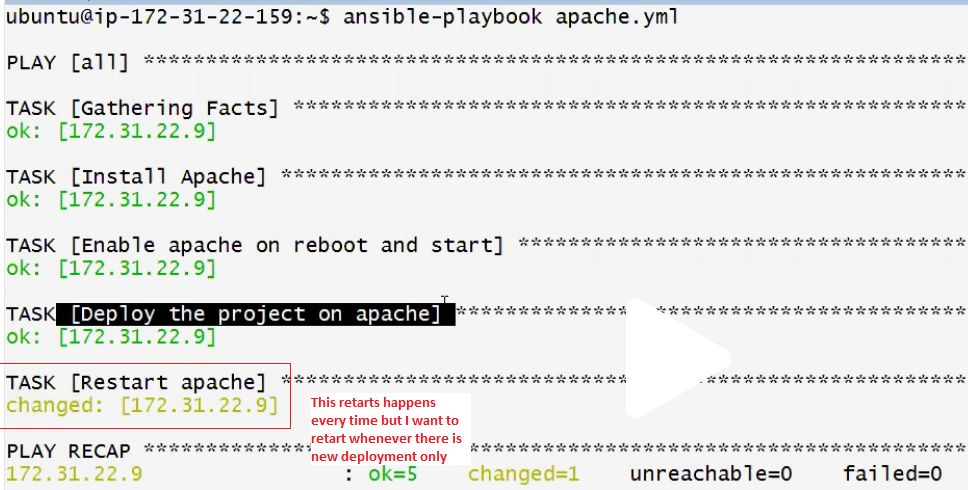 ubuntu@ip-172-31-22-159:~$ ansible-playbook apache.yml
PLAY [all] ******************************************************************
TASK [Gathering Facts] ******************************************************
ok: [172.31.22.9]
TASK [Install Apache] *******************************************************
ok: [172.31.22.9]
TASK [Enable apache on reboot and start] ************************************
ok: [172.31.22.9]
TASK [Deploy the project on apache] *****************************************
ok: [172.31.22.9]
TASK [Restart apache] *******************************************************
changed: [172.31.22.9]
This retarts happens
every time but I want to
retart whenever there is
new deployment only
PLAY RECAP ******************************************************************
172.31.22.9 : ok=5 changed=1 unreachable=0 failed=0